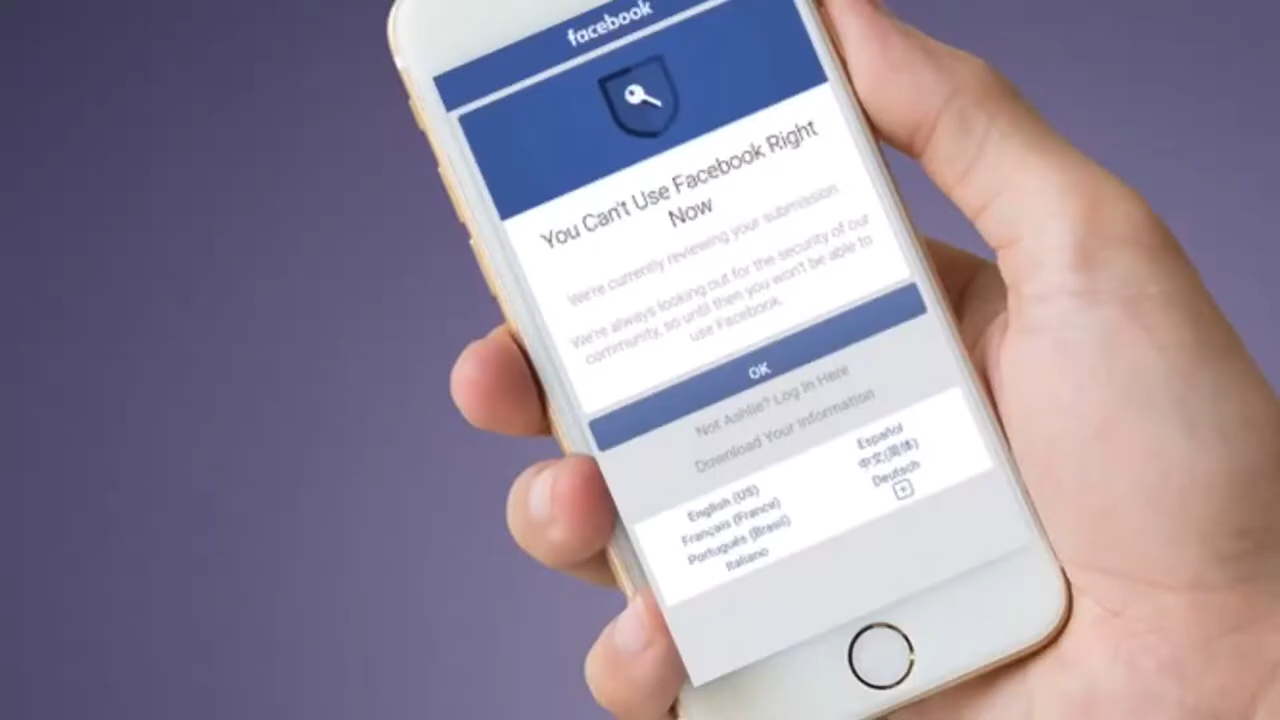 facebook
You Can't Use Facebook Right
Now
We're currently reviewing your submission
We're always looking out for the security of our
community, so until then you won't be able to
use Facebook.
OK
Not Ashlie? Log In Here
Download Your Information
English (US)
Français (France)
Português (Brasil)
Italiano
Español
中文(简体)
Deutsch
+